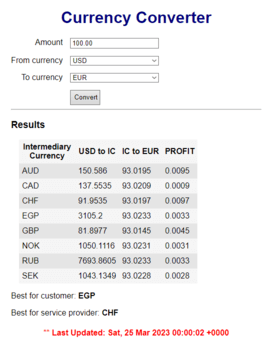 Currency Converter
Amount 100.00
From currency USD
To currency EUR
Convert
Results
Intermediary Currency USD to IC IC to EUR PROFIT
AUD 150.586 93.0195 0.0095
CAD 137.5535 93.0209 0.0009
CHF 91.9535 93.0197 0.0097
EGP 3105.2 93.0233 0.0033
GBP 81.8977 93.0145 0.0045
NOK 1050.1116 93.0231 0.0031
RUB 7693.8605 93.0233 0.0033
SEK 1043.1349 93.0228 0.0028
Best for customer: EGP
Best for service provider: CHF
** Last Updated: Sat, 25 Mar 2023 00:00:02 +0000